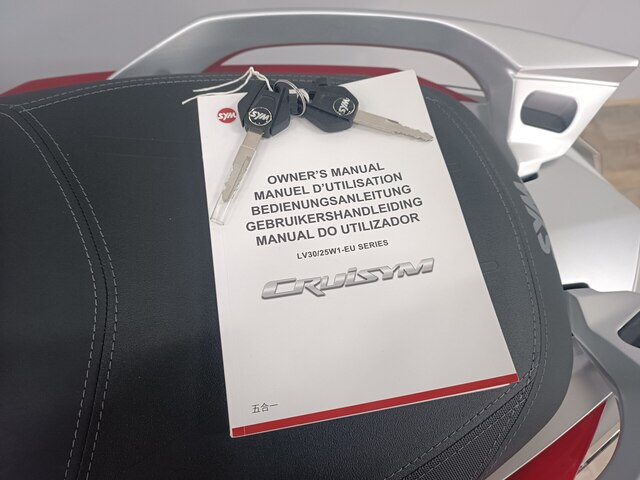 SYM
SYM
SYM
OWNER'S MANUAL
MANUEL D'UTILISATION
BEDIENUNGSANLEITUNG
GEBRUIKERSHANDLEIDING
MANUAL DO UTILIZADOR
LV30/25W1-EU SERIES
CRUiSYM
五合一
SYM